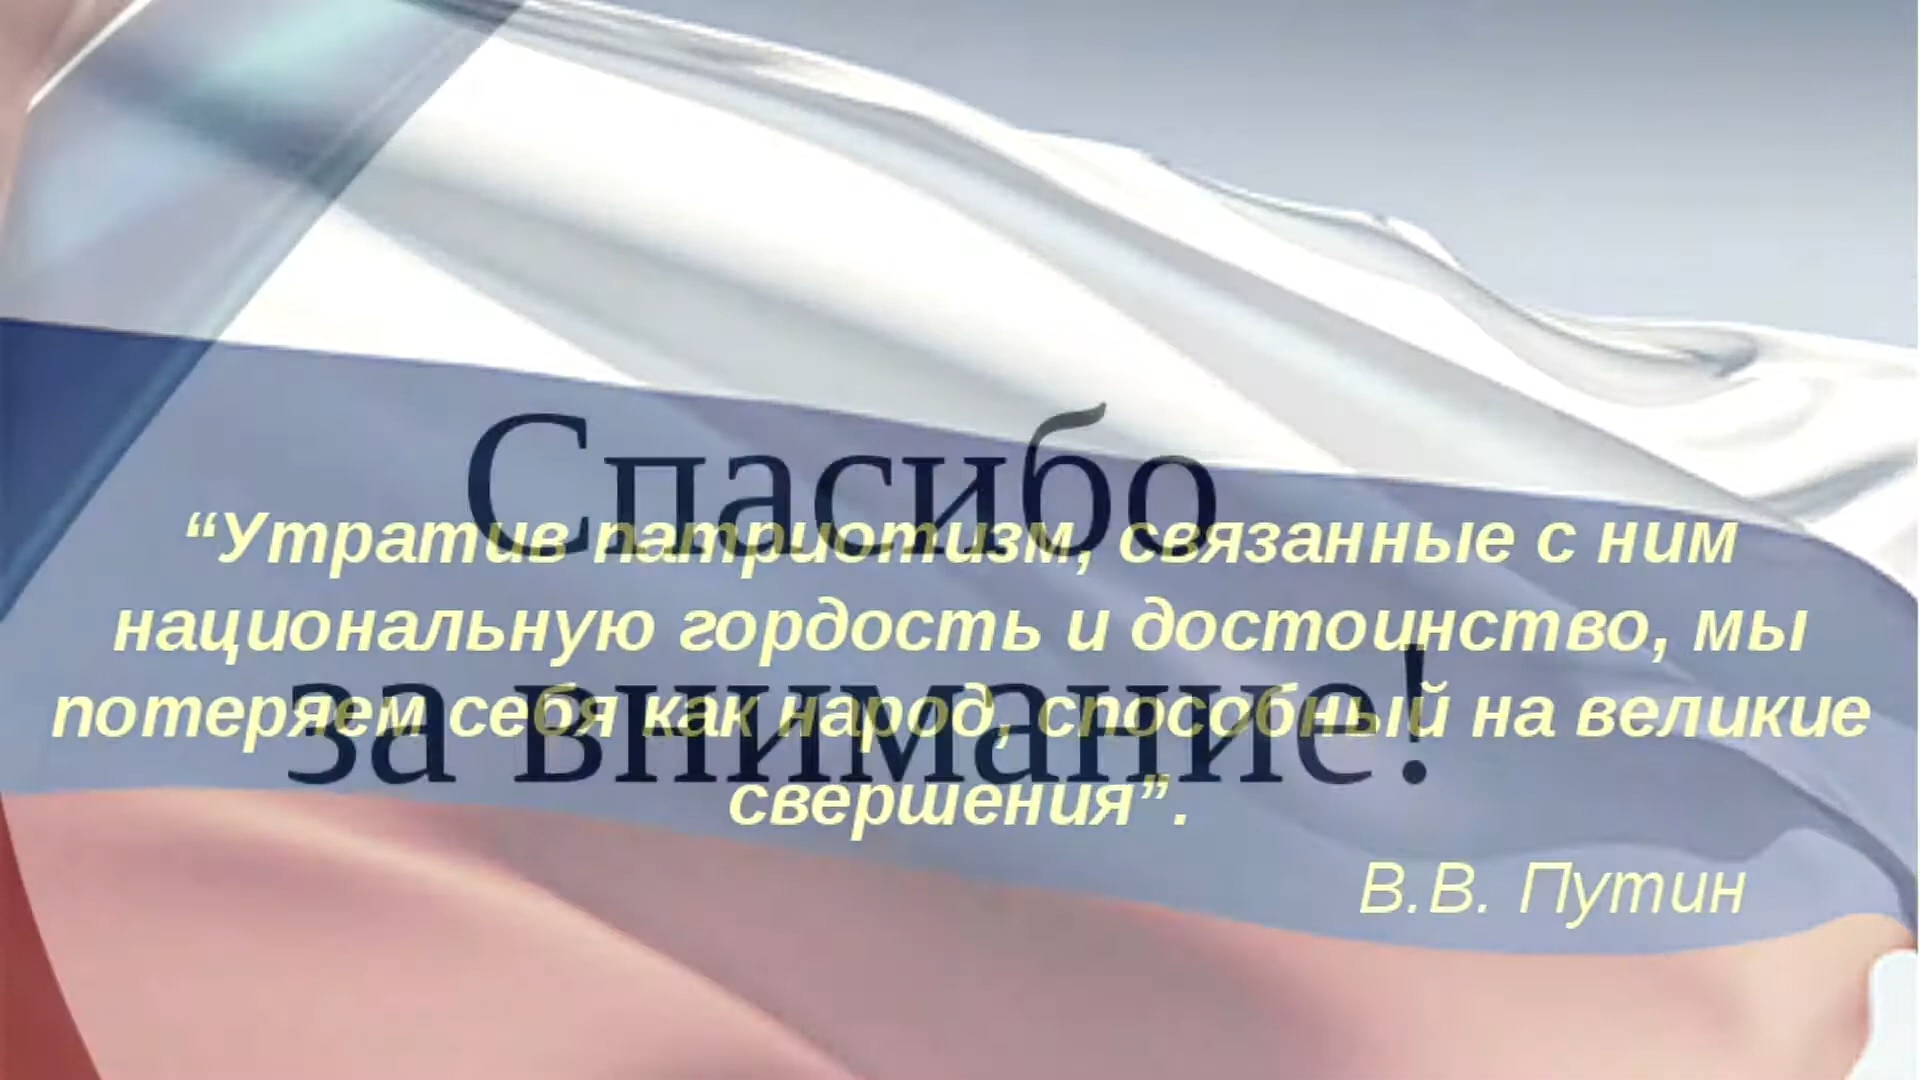 Спасибо
“Утратив патриотизм, связанные с ним
национальную гордость и достоинство, мы
за внимание!
потеряем себя как народ, способный на великие
свершения”.
В.В. Путин